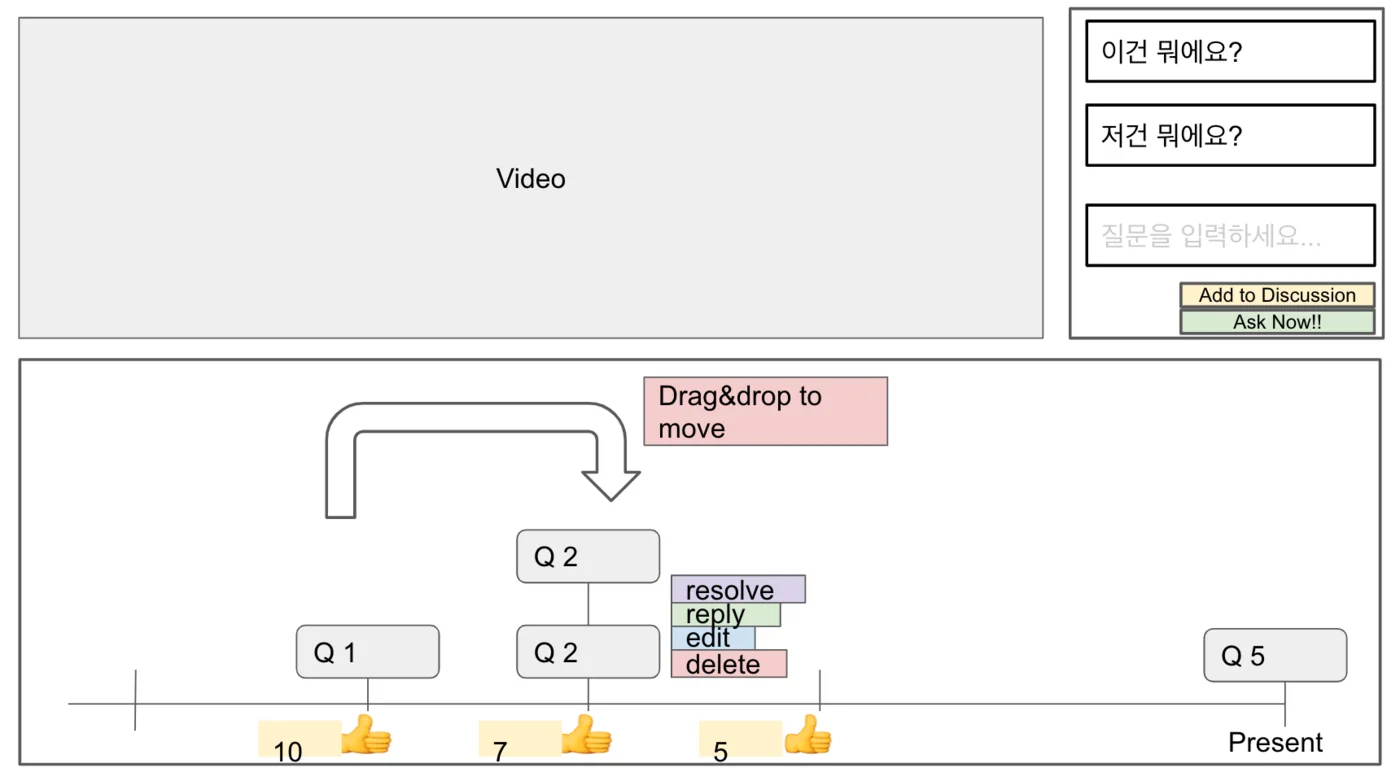 Video
이건 뭐에요?
저건 뭐에요?
질문을 입력하세요...
Add to Discussion
Ask Now!!
Drag&drop to
move
Q 2
resolve
reply
edit
delete
Q 1
Q 2
Q 5
10
7
5
Present